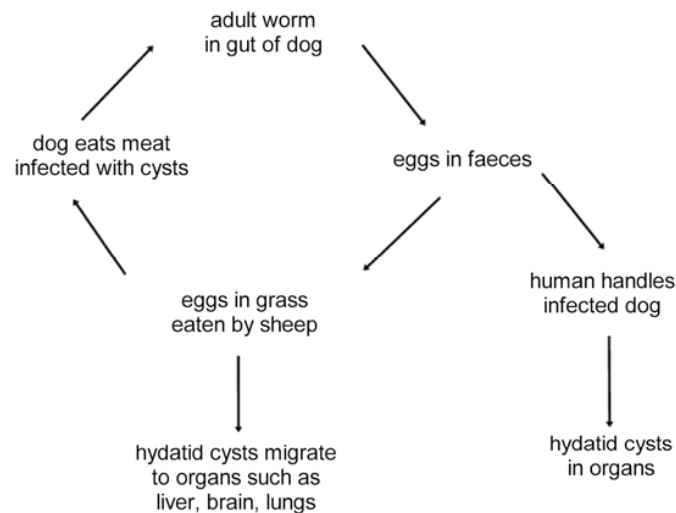 adult worm
in gut of dog
dog eats meat
infected with cysts
eggs in faeces
eggs in grass
eaten by sheep
human handles
infected dog
hydatid cysts migrate
to organs such as
liver, brain, lungs
hydatid cysts
in organs